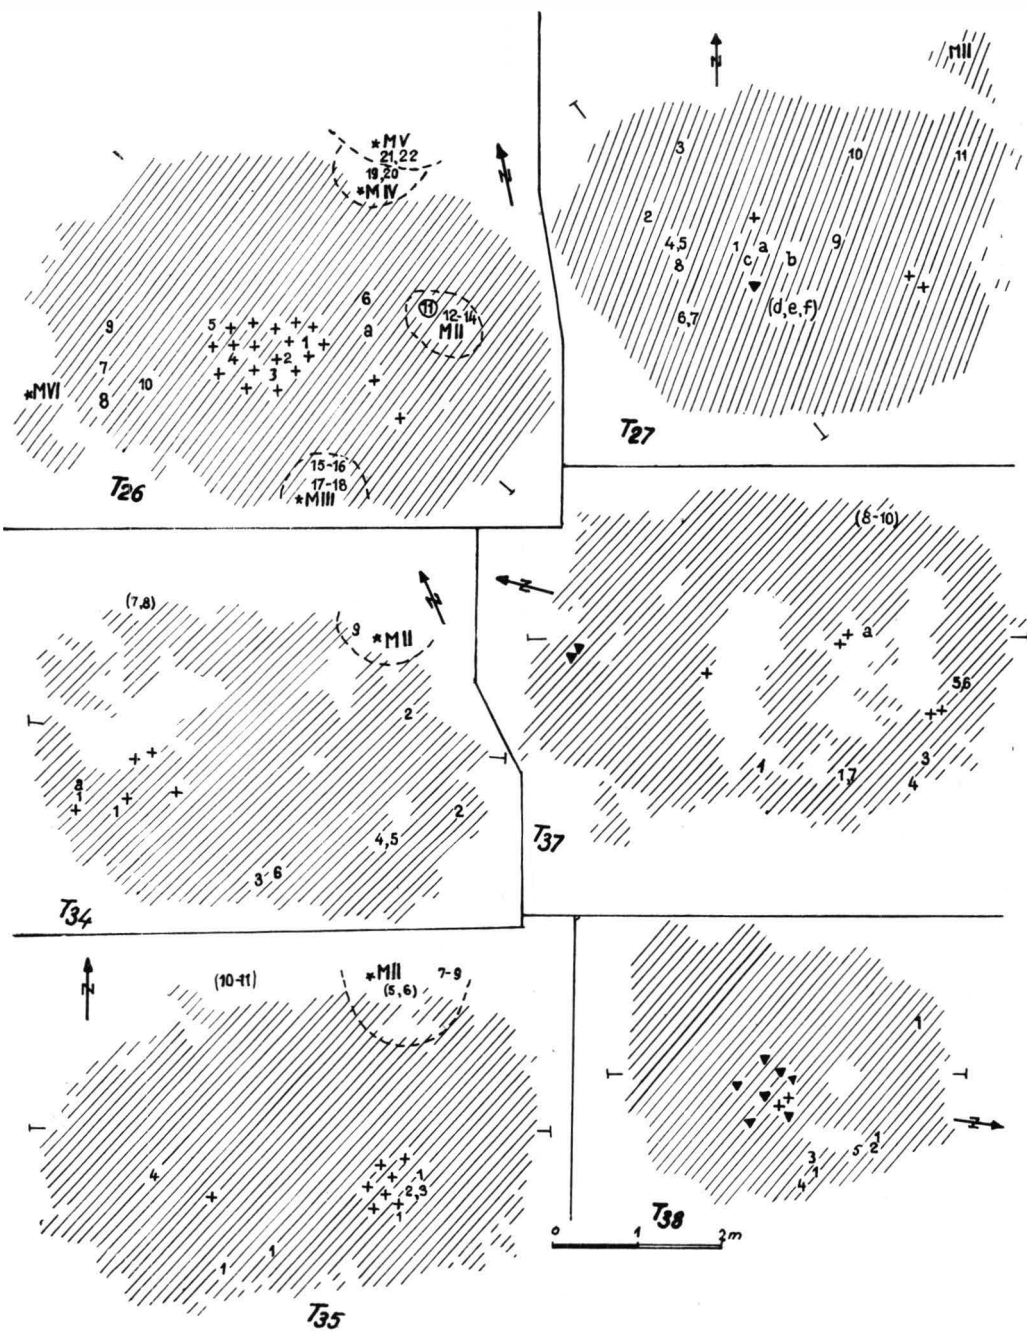 *MV
21,22
19,20
*MIV
N
6
a
11
12-14
MII
5
1
4
2
3
9
7
8
10
*MVI
15-16
17-18
*MIII
T26
N
MII
3
10
11
2
4,5
8
1
a
c
b
9
6,7
(d,e,f)
T27
(7,8)
N
9
*MII
2
a
1
1
2
4,5
3 6
T34
N
(8-10)
a
5,6
3
4
1
1,7
T37
N
(10-11)
*MII
(5,6)
7-9
4
1
2,3
1
1
1
T35
1
N
1
2
5
3
1
4
T38
0 1 2m